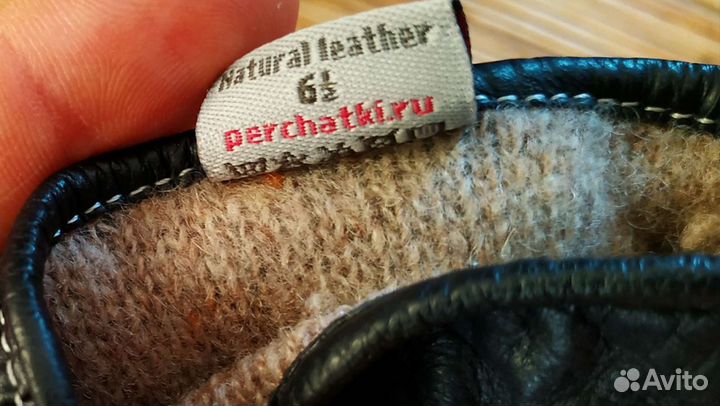 Natural leather
6½
perchatki.ru
Avito